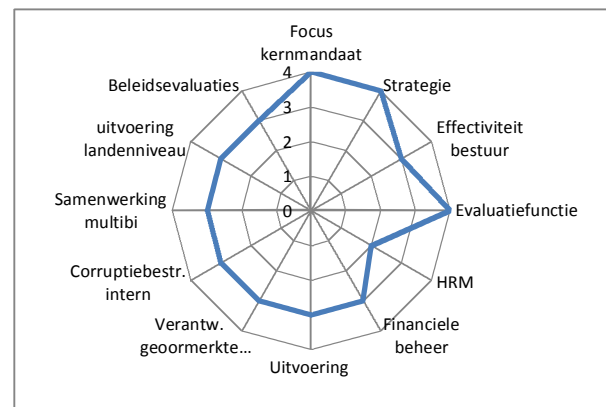 Focus
kernmandaat
Strategie
Effectiviteit
bestuur
Evaluatiefunctie
HRM
Financiele
beheer
Uitvoering
Verantw.
geoormerkte...
Corruptiebestr.
intern
Samenwerking
multibi
uitvoering
landenniveau
Beleidsevaluaties
4
3
2
1
0